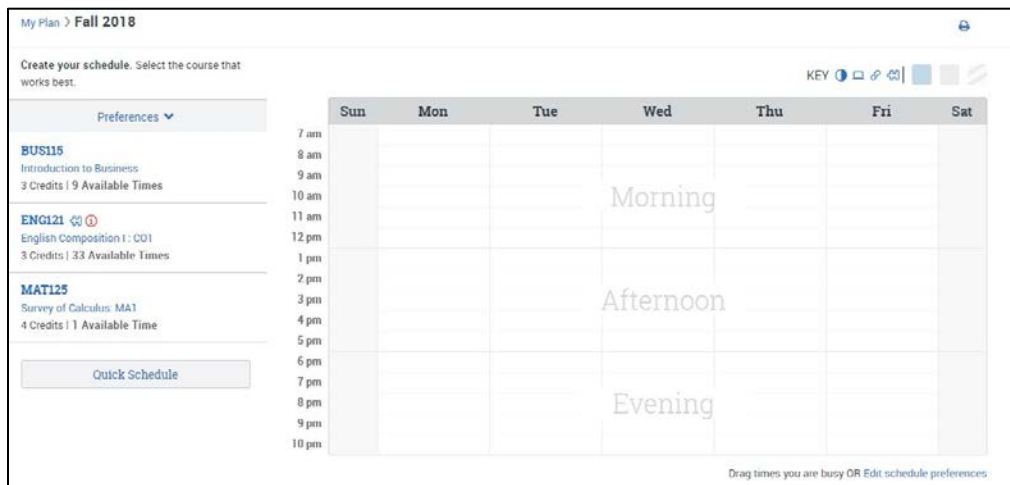 My Plan > Fall 2018
Create your schedule. Select the course that
works best.
KEY
Preferences
BUS115
Introduction to Business
3 Credits | 9 Available Times
ENG121
English Composition I : CO1
3 Credits | 33 Available Times
MAT125
Survey of Calculus: MA1
4 Credits | 1 Available Time
Quick Schedule
Sun Mon Tue Wed Thu Fri Sat
7 am
8 am
9 am
10 am
Morning
11 am
12 pm
1 pm
2 pm
3 pm
Afternoon
4 pm
5 pm
6 pm
7 pm
8 pm
Evening
9 pm
10 pm
Drag times you are busy OR Edit schedule preferences